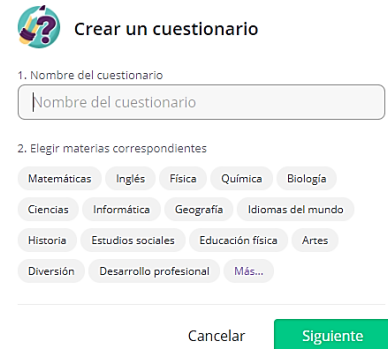 Crear un cuestionario
1. Nombre del cuestionario
Nombre del cuestionario
2. Elegir materias correspondientes
Matemáticas Inglés Física Química Biología
Ciencias Informática Geografía Idiomas del mundo
Historia Estudios sociales Educación física Artes
Diversión Desarrollo profesional Más...
Cancelar Siguiente